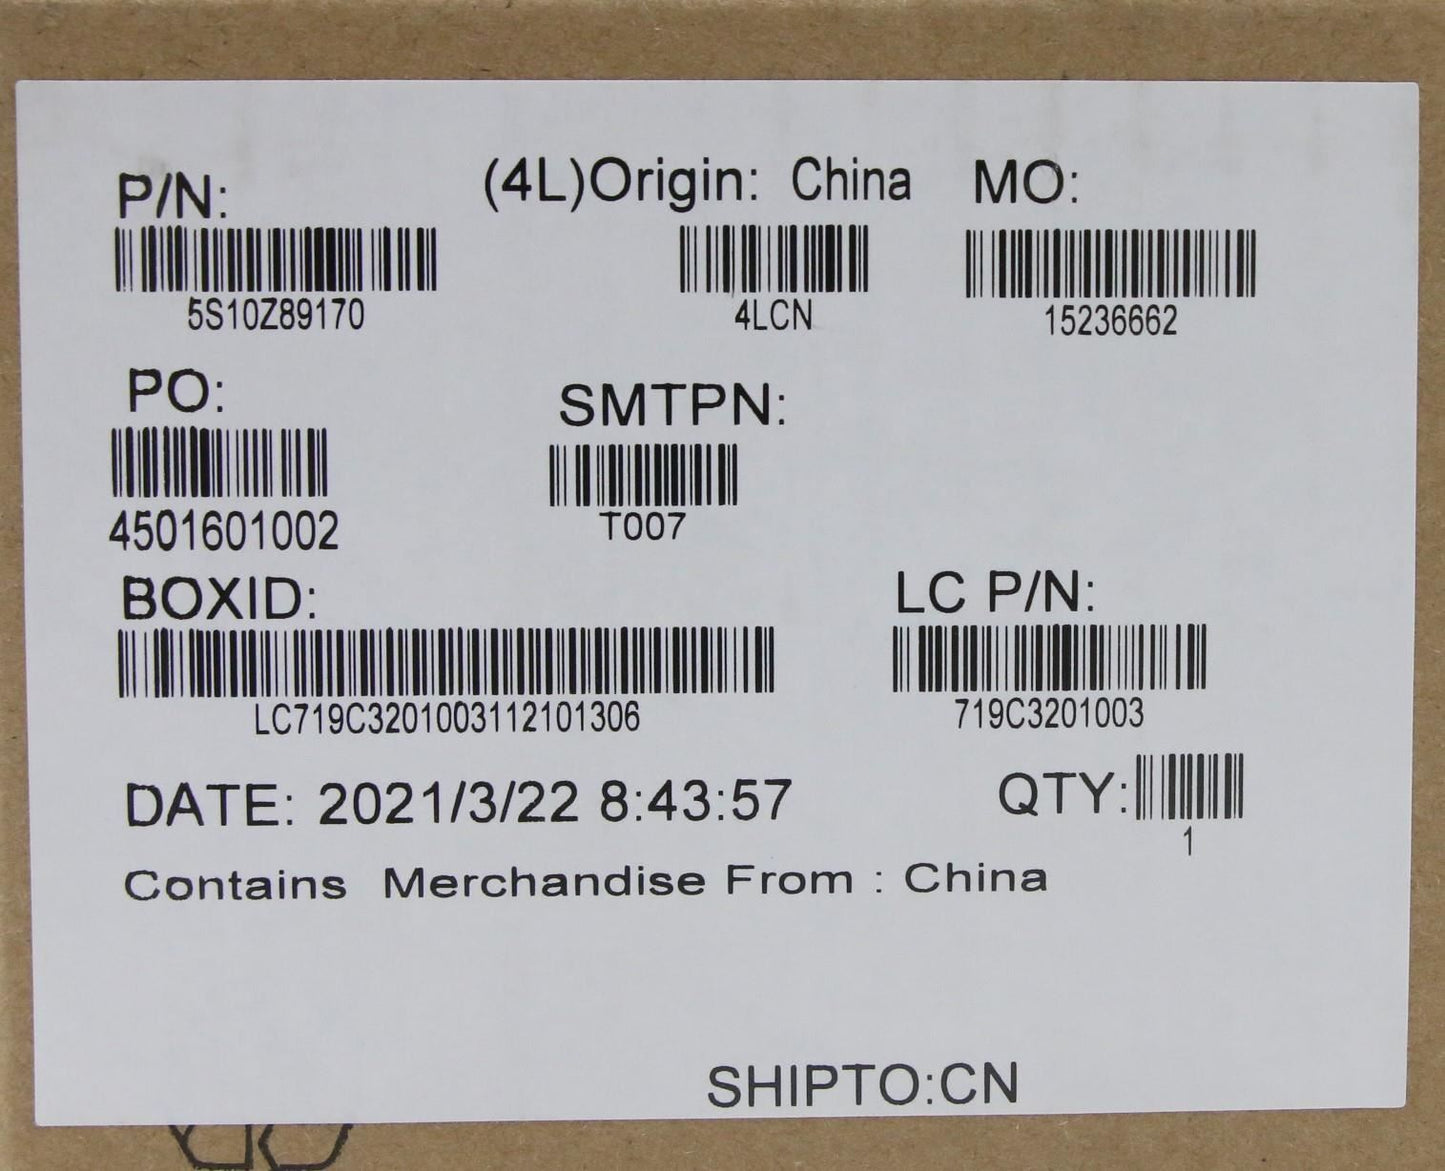 P/N: (4L)Origin: China MO:
5S10Z89170 4LCN 15236662
PO: SMTPN:
4501601002 T007
BOXID: LC P/N:
LC719C3201003112101306 719C3201003
DATE: 2021/3/22 8:43:57 QTY:
1
Contains Merchandise From : China
SHIPTO:CN